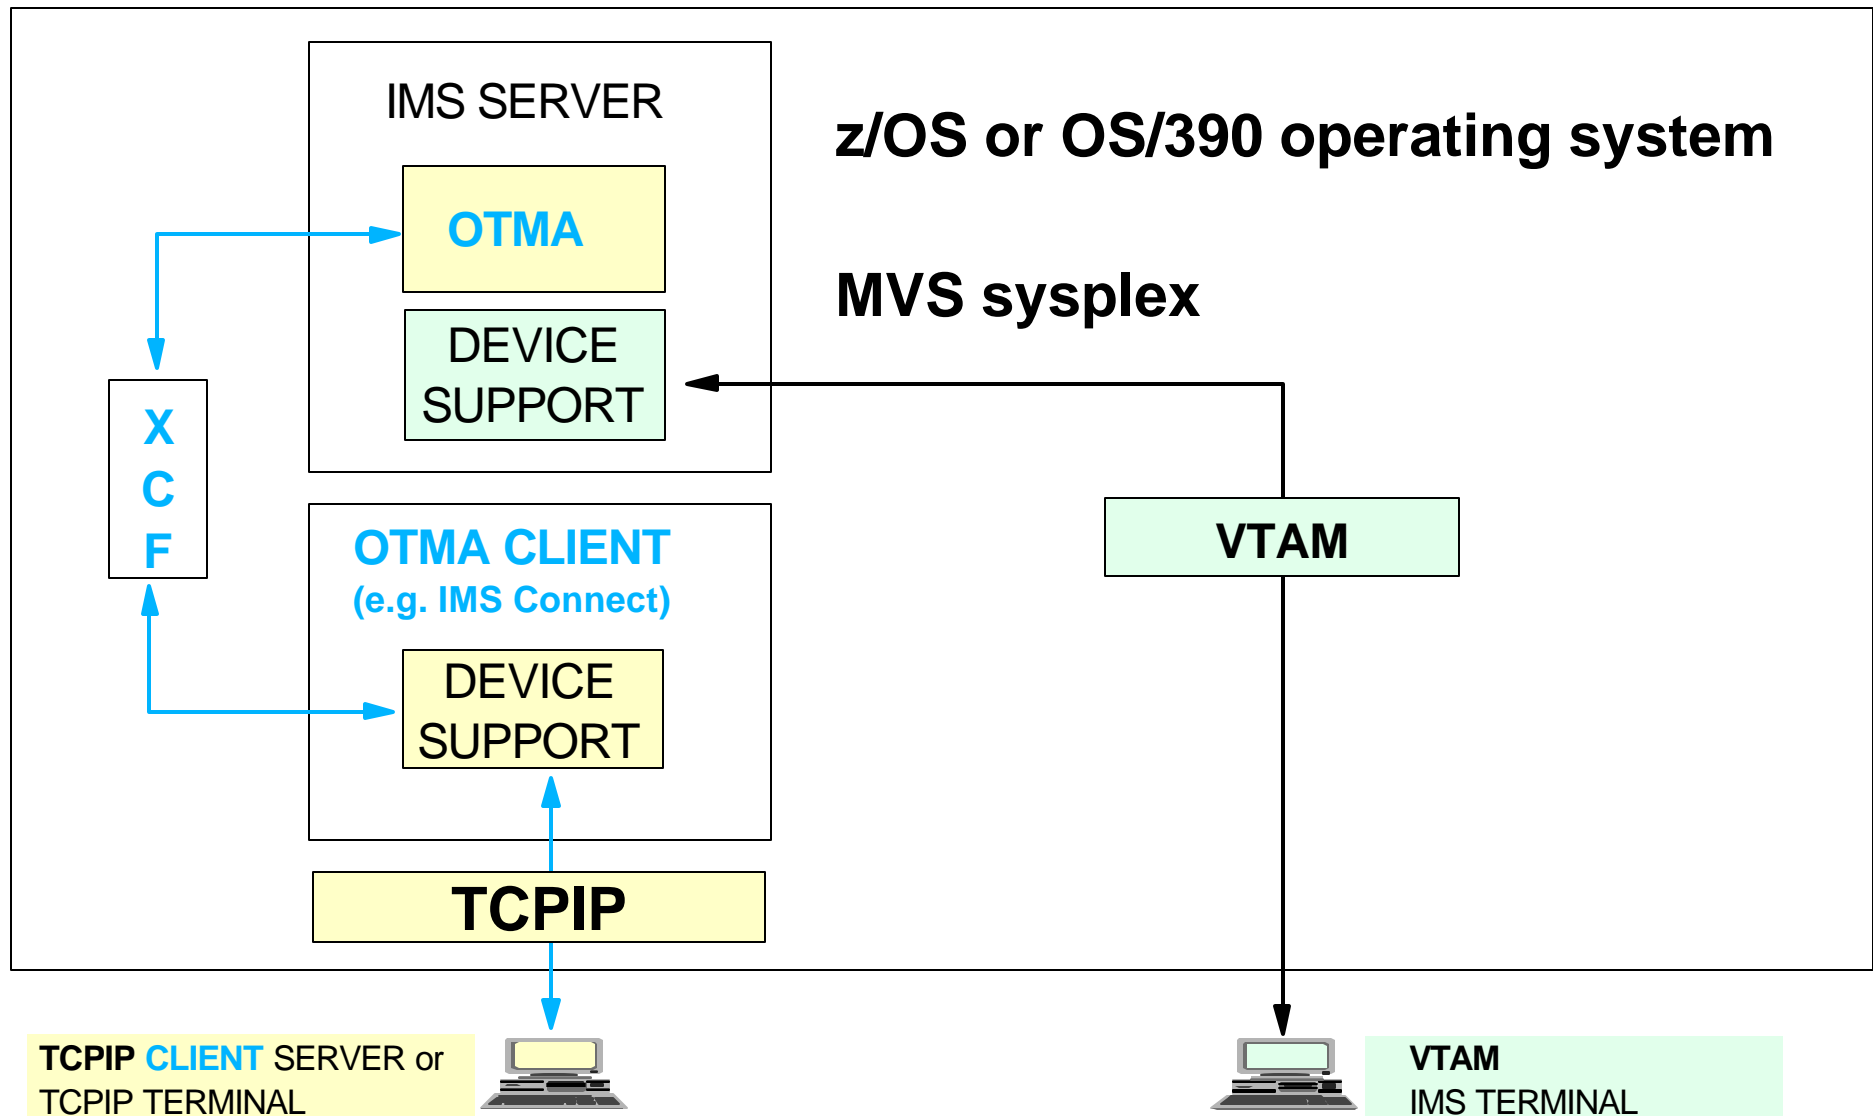 IMS SERVER
z/OS or OS/390 operating system
OTMA
MVS sysplex
DEVICE
SUPPORT
X
C
F
OTMA CLIENT
(e.g. IMS Connect)
VTAM
DEVICE
SUPPORT
TCPIP
TCPIP CLIENT SERVER or
TCPIP TERMINAL
VTAM
IMS TERMINAL